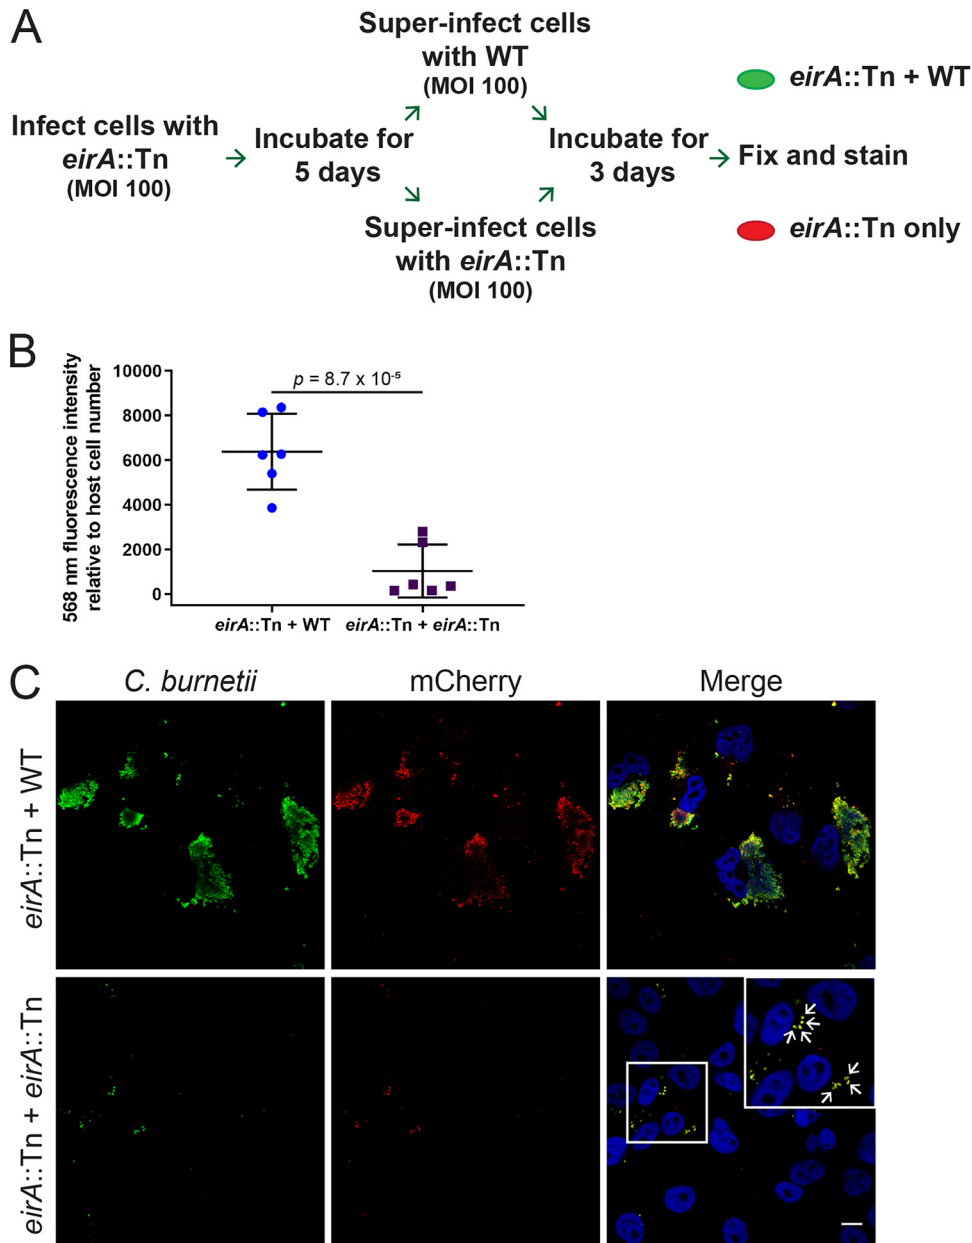 A
Super-infect cells
with WT
(MOI 100)
eirA::Tn + WT
Infect cells with
eirA::Tn
(MOI 100)
Incubate for
5 days
Incubate for
3 days
Fix and stain
Super-infect cells
with eirA::Tn
(MOI 100)
eirA::Tn only
B
568 nm fluorescence intensity
relative to host cell number
10000
8000
6000
4000
2000
0
p = 8.7 x 10⁻⁵
eirA::Tn + WT
eirA::Tn + eirA::Tn
C
C. burnetii
mCherry
Merge
eirA::Tn + WT
eirA::Tn + eirA::Tn